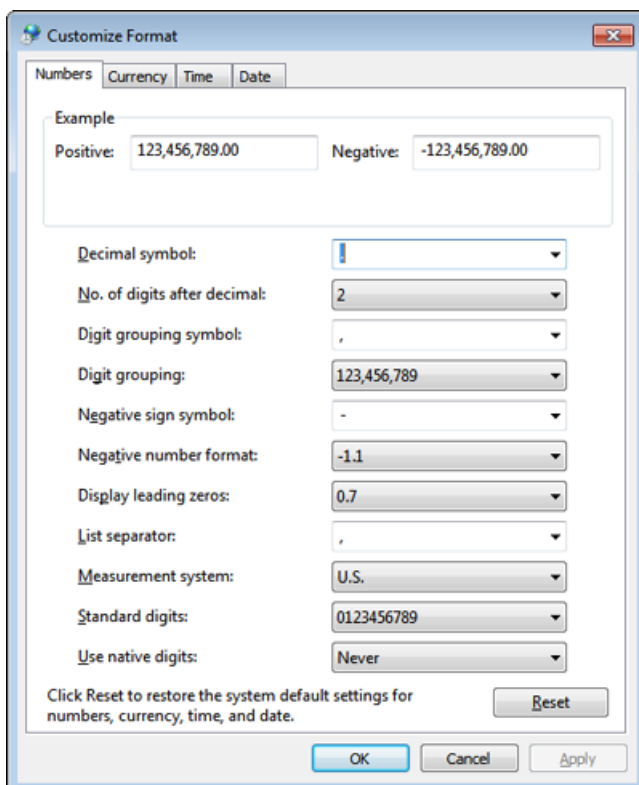 Customize Format
Numbers Currency Time Date
Example
Positive: 123,456,789.00 Negative: -123,456,789.00
Decimal symbol: .
No. of digits after decimal: 2
Digit grouping symbol: ,
Digit grouping: 123,456,789
Negative sign symbol: -
Negative number format: -1.1
Display leading zeros: 0.7
List separator: ,
Measurement system: U.S.
Standard digits: 0123456789
Use native digits: Never
Click Reset to restore the system default settings for
numbers, currency, time, and date.
Reset
OK Cancel Apply